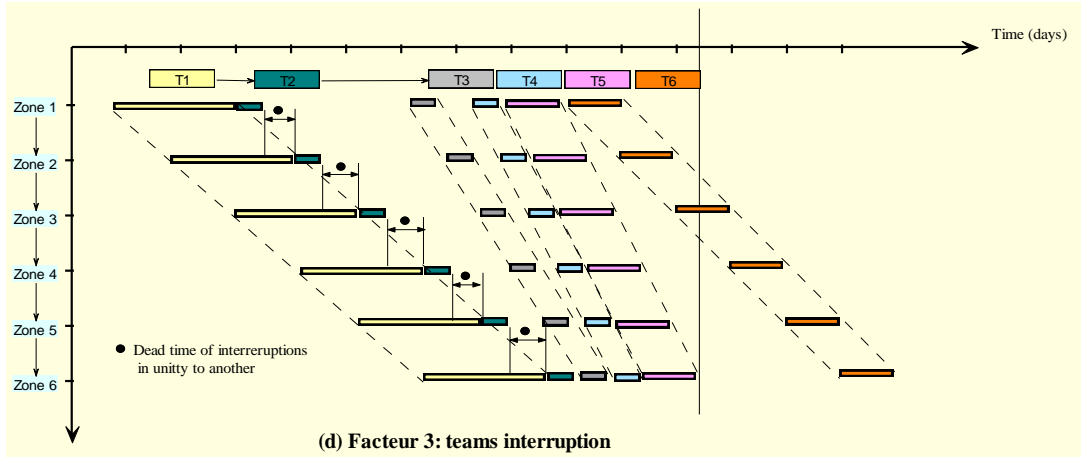 Time (days)
T1 T2 T3 T4 T5 T6
Zone 1
Zone 2
Zone 3
Zone 4
Zone 5
● Dead time of interreruptions
in unitty to another
Zone 6
(d) Facteur 3: teams interruption